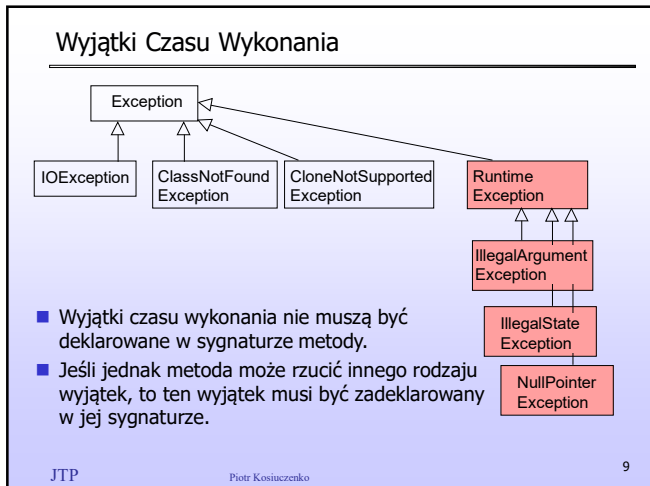 Wyjątki Czasu Wykonania
Exception
IOException
ClassNotFound
Exception
CloneNotSupported
Exception
Runtime
Exception
IllegalArgument
Exception
IllegalState
Exception
NullPointer
Exception
Wyjątki czasu wykonania nie muszą być
deklarowane w sygnaturze metody.
Jeśli jednak metoda może rzucić innego rodzaju
wyjątek, to ten wyjątek musi być zadeklarowany
w jej sygnaturze.
JTP
Piotr Kosiuczenko
9